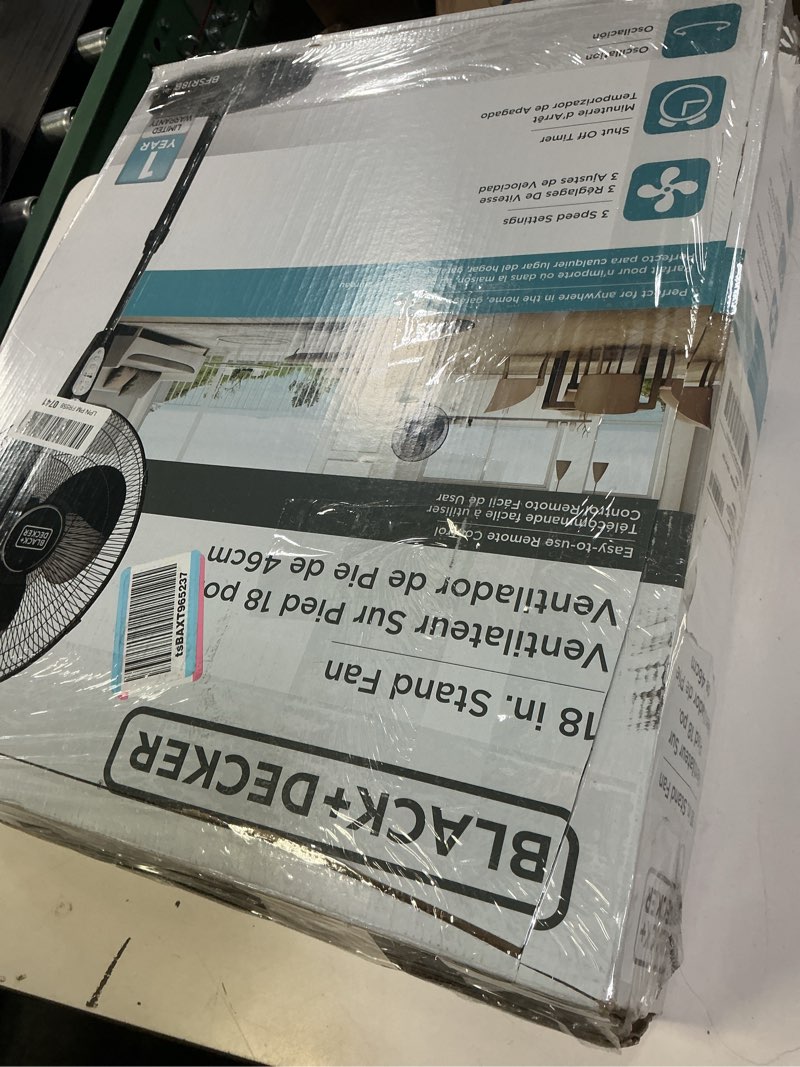 BLACK+DECKER
18 in. Stand Fan
Ventilateur Sur Pied 18 po
Ventilador de Pie de 46cm
Easy-to-use Remote Control
Télécommande facile à utiliser
Control Remoto Fácil de Usar
tsBAXT965237
BLACK+
DECKER
Perfect for anywhere in the home,
Parfait pour n'importe où dans la maison,
Perfecto para cualquier lugar del hogar,
3 Speed Settings
3 Réglages De Vitesse
3 Ajustes de Velocidad
Shut Off Timer
Minuterie d'Arrêt
Temporizador de Apagado
Oscillation
Oscilación
1
YEAR
LIMITED
WARRANTY